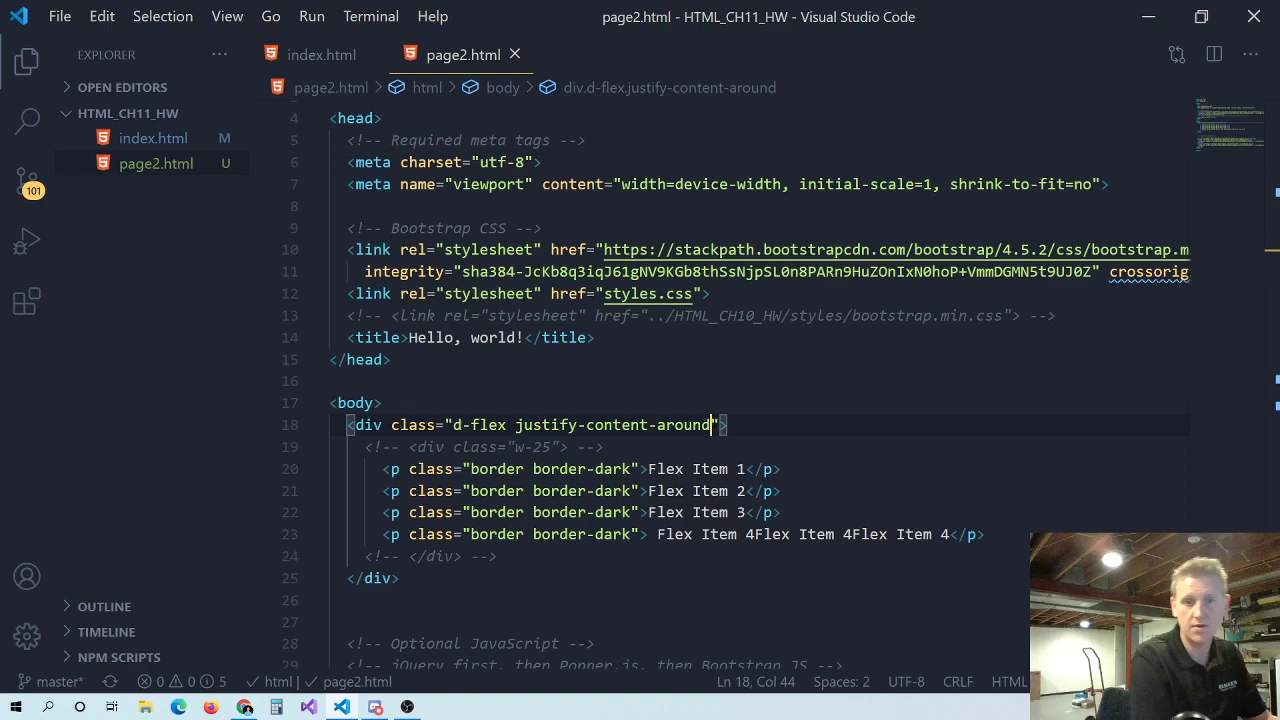 File Edit Selection View Go Run Terminal Help page2.html - HTML_CH11_HW - Visual Studio Code
EXPLORER ··· index.html page2.html
page2.html > html > body > div.d-flex.justify-content-around
OPEN EDITORS
HTML_CH11_HW
index.html M
page2.html U
101
OUTLINE
TIMELINE
NPM SCRIPTS
4 <head>
5 <!-- Required meta tags -->
6 <meta charset="utf-8">
7 <meta name="viewport" content="width=device-width, initial-scale=1, shrink-to-fit=no">
8
9 <!-- Bootstrap CSS -->
10 <link rel="stylesheet" href="https://stackpath.bootstrapcdn.com/bootstrap/4.5.2/css/bootstrap.m
11 integrity="sha384-JcKb8q3iqJ61gNV9KGb8thSsNjpSL0n8PARn9HuZOnIxN0hoP+VmmDGMN5t9UJ0Z" crossorig
12 <link rel="stylesheet" href="styles.css">
13 <!-- <link rel="stylesheet" href="../HTML_CH10_HW/styles/bootstrap.min.css"> -->
14 <title>Hello, world!</title>
15 </head>
16
17 <body>
18 <div class="d-flex justify-content-around">
19 <!-- <div class="w-25"> -->
20 <p class="border border-dark">Flex Item 1</p>
21 <p class="border border-dark">Flex Item 2</p>
22 <p class="border border-dark">Flex Item 3</p>
23 <p class="border border-dark"> Flex Item 4Flex Item 4Flex Item 4</p>
24 <!-- </div> -->
25 </div>
26
27
28 <!-- Optional JavaScript -->
29 <!-- jQuery first, then Popper.js, then Bootstrap JS -->
master* 0 0 5 html | page2.html Ln 18, Col 44 Spaces: 2 UTF-8 CRLF HTML